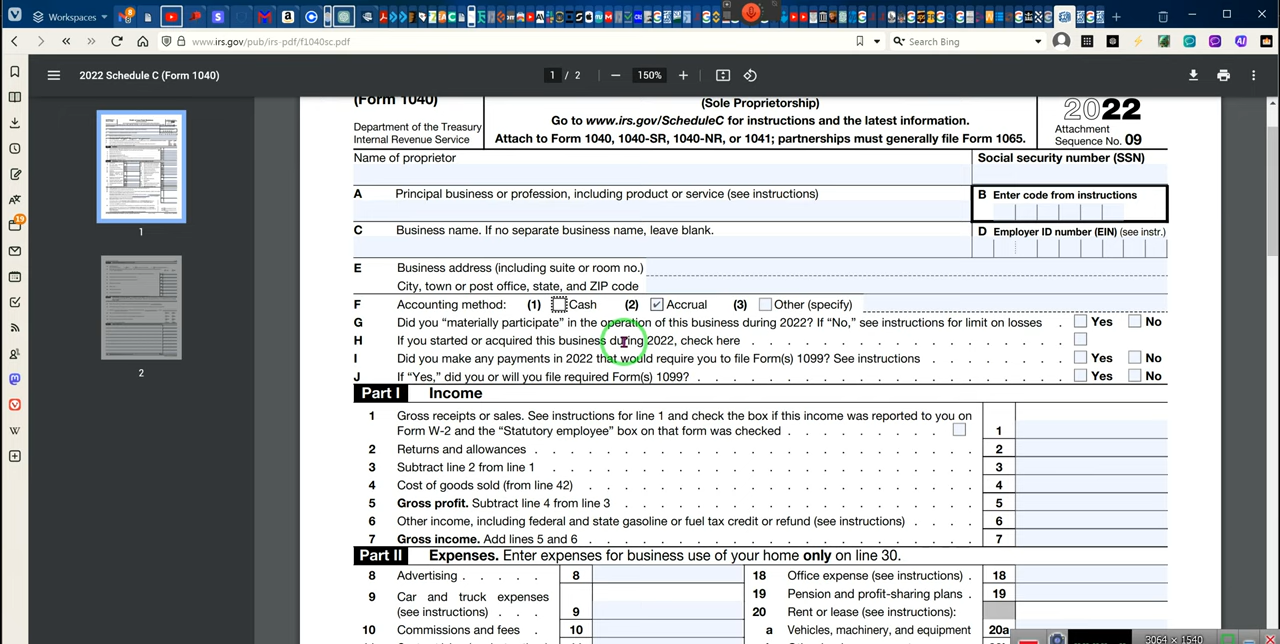 Workspaces
www.irs.gov/pub/irs-pdf/f1040sc.pdf
Search Bing
2022 Schedule C (Form 1040)
1 / 2
150%
1
2
19
(Form 1040)
Department of the Treasury
Internal Revenue Service
(Sole Proprietorship)
Go to www.irs.gov/ScheduleC for instructions and the latest information.
Attach to Form 1040, 1040-SR, 1040-NR, or 1041; partnerships must generally file Form 1065.
2022
Attachment
Sequence No. 09
Name of proprietor
Social security number (SSN)
A Principal business or profession, including product or service (see instructions)
B Enter code from instructions
C Business name. If no separate business name, leave blank.
D Employer ID number (EIN) (see instr.)
E Business address (including suite or room no.)
City, town or post office, state, and ZIP code
F Accounting method: (1) Cash (2) Accrual (3) Other (specify)
G Did you “materially participate” in the operation of this business during 2022? If “No,” see instructions for limit on losses . Yes No
H If you started or acquired this business during 2022, check here . . . . . . . . . . . . . . . . .
I Did you make any payments in 2022 that would require you to file Form(s) 1099? See instructions . . . . . . . . Yes No
J If “Yes,” did you or will you file required Form(s) 1099? . . . . . . . . . . . . . . . . . . . Yes No
Part I Income
1 Gross receipts or sales. See instructions for line 1 and check the box if this income was reported to you on
Form W-2 and the “Statutory employee” box on that form was checked . . . . . . . . . 1
2 Returns and allowances . . . . . . . . . . . . . . . . . . . . . . . . . 2
3 Subtract line 2 from line 1 . . . . . . . . . . . . . . . . . . . . . . . . 3
4 Cost of goods sold (from line 42) . . . . . . . . . . . . . . . . . . . . . . 4
5 Gross profit. Subtract line 4 from line 3 . . . . . . . . . . . . . . . . . . . . 5
6 Other income, including federal and state gasoline or fuel tax credit or refund (see instructions) . . . . 6
7 Gross income. Add lines 5 and 6 . . . . . . . . . . . . . . . . . . . . . 7
Part II Expenses. Enter expenses for business use of your home only on line 30.
8 Advertising . . . . . 8
9 Car and truck expenses
(see instructions) . . . 9
10 Commissions and fees . 10
18 Office expense (see instructions) . 18
19 Pension and profit-sharing plans . 19
20 Rent or lease (see instructions):
a Vehicles, machinery, and equipment 20a
3064 × 1540